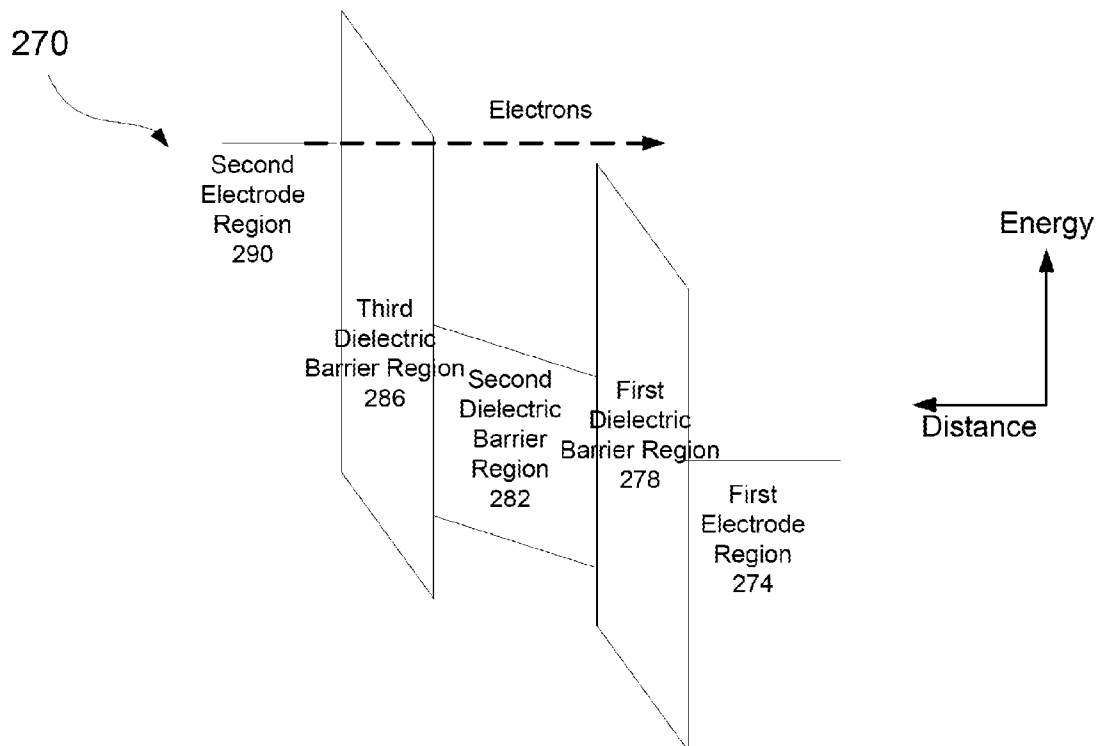 270
Electrons
Second
Electrode
Region
290
Energy
Distance
Third
Dielectric
Barrier Region
286
Second
Dielectric
Barrier
Region
282
First
Dielectric
Barrier Region
278
First
Electrode
Region
274